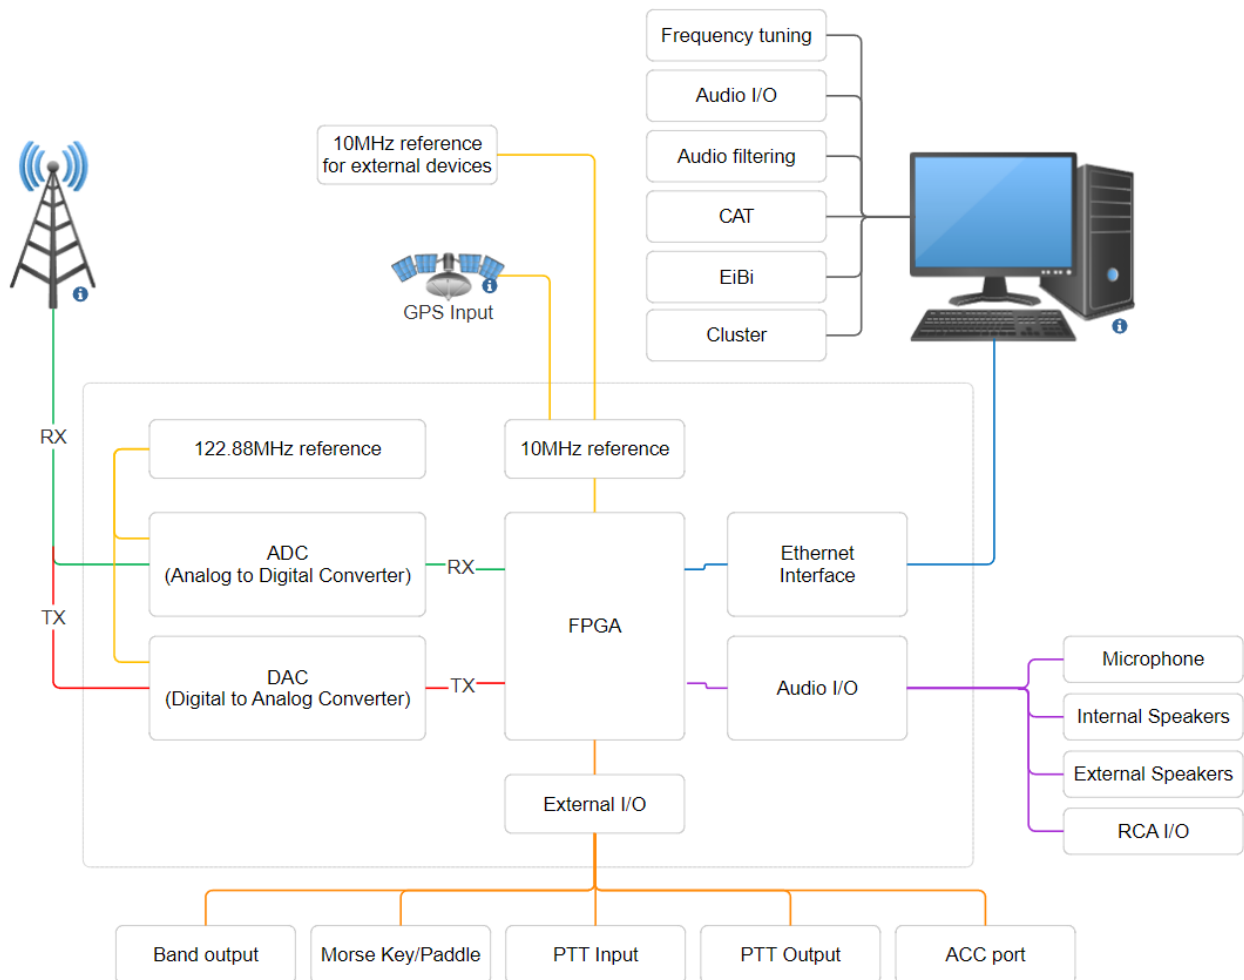 Frequency tuning
Audio I/O
10MHz reference
for external devices
Audio filtering
CAT
EiBi
GPS Input
Cluster
RX
122.88MHz reference
10MHz reference
ADC
(Analog to Digital Converter)
RX
FPGA
Ethernet
Interface
TX
DAC
(Digital to Analog Converter)
TX
Audio I/O
Microphone
Internal Speakers
External Speakers
RCA I/O
External I/O
Band output
Morse Key/Paddle
PTT Input
PTT Output
ACC port